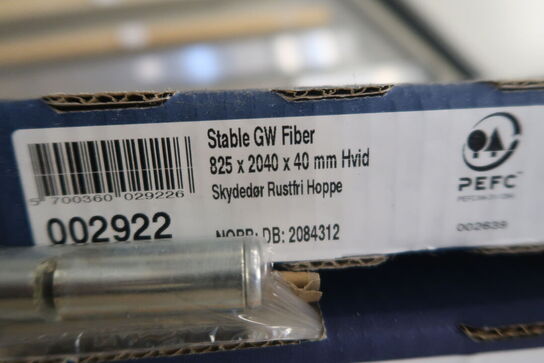 Stable GW Fiber
825 x 2040 x 40 mm Hvid
Skydedør Rustfri Hoppe
5 700360 029226
002922
NOBB: DB: 2084312
PEFC
002639